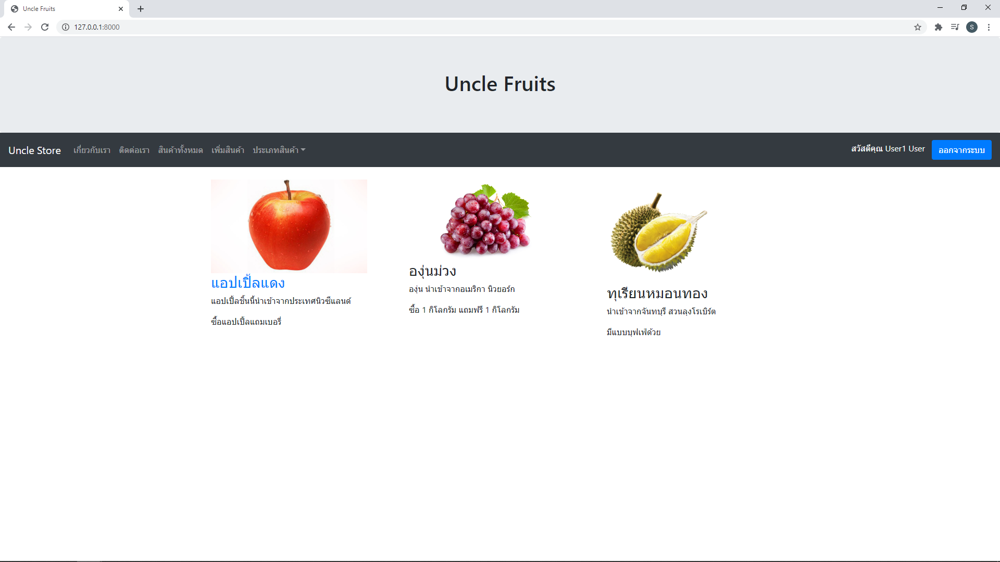 Uncle Fruits
127.0.0.1:8000
S
Uncle Fruits
Uncle Store
เกี่ยวกับเรา
ติดต่อเรา
สินค้าทั้งหมด
เพิ่มสินค้า
ประเภทสินค้า
สวัสดีคุณ User1 User
ออกจากระบบ
แอปเปิ้ลแดง
แอปเปิ้ลชิ้นนี้นำเข้าจากประเทศนิวซีแลนด์
ซื้อแอปเปิ้ลแถมเบอรี่
องุ่นม่วง
องุ่น นำเข้าจากอเมริกา นิวยอร์ก
ซื้อ 1 กิโลกรัม แถมฟรี 1 กิโลกรัม
ทุเรียนหมอนทอง
นำเข้าจากจันทบุรี สวนลุงโรเบิร์ต
มีแบบบุฟเฟ่ด้วย